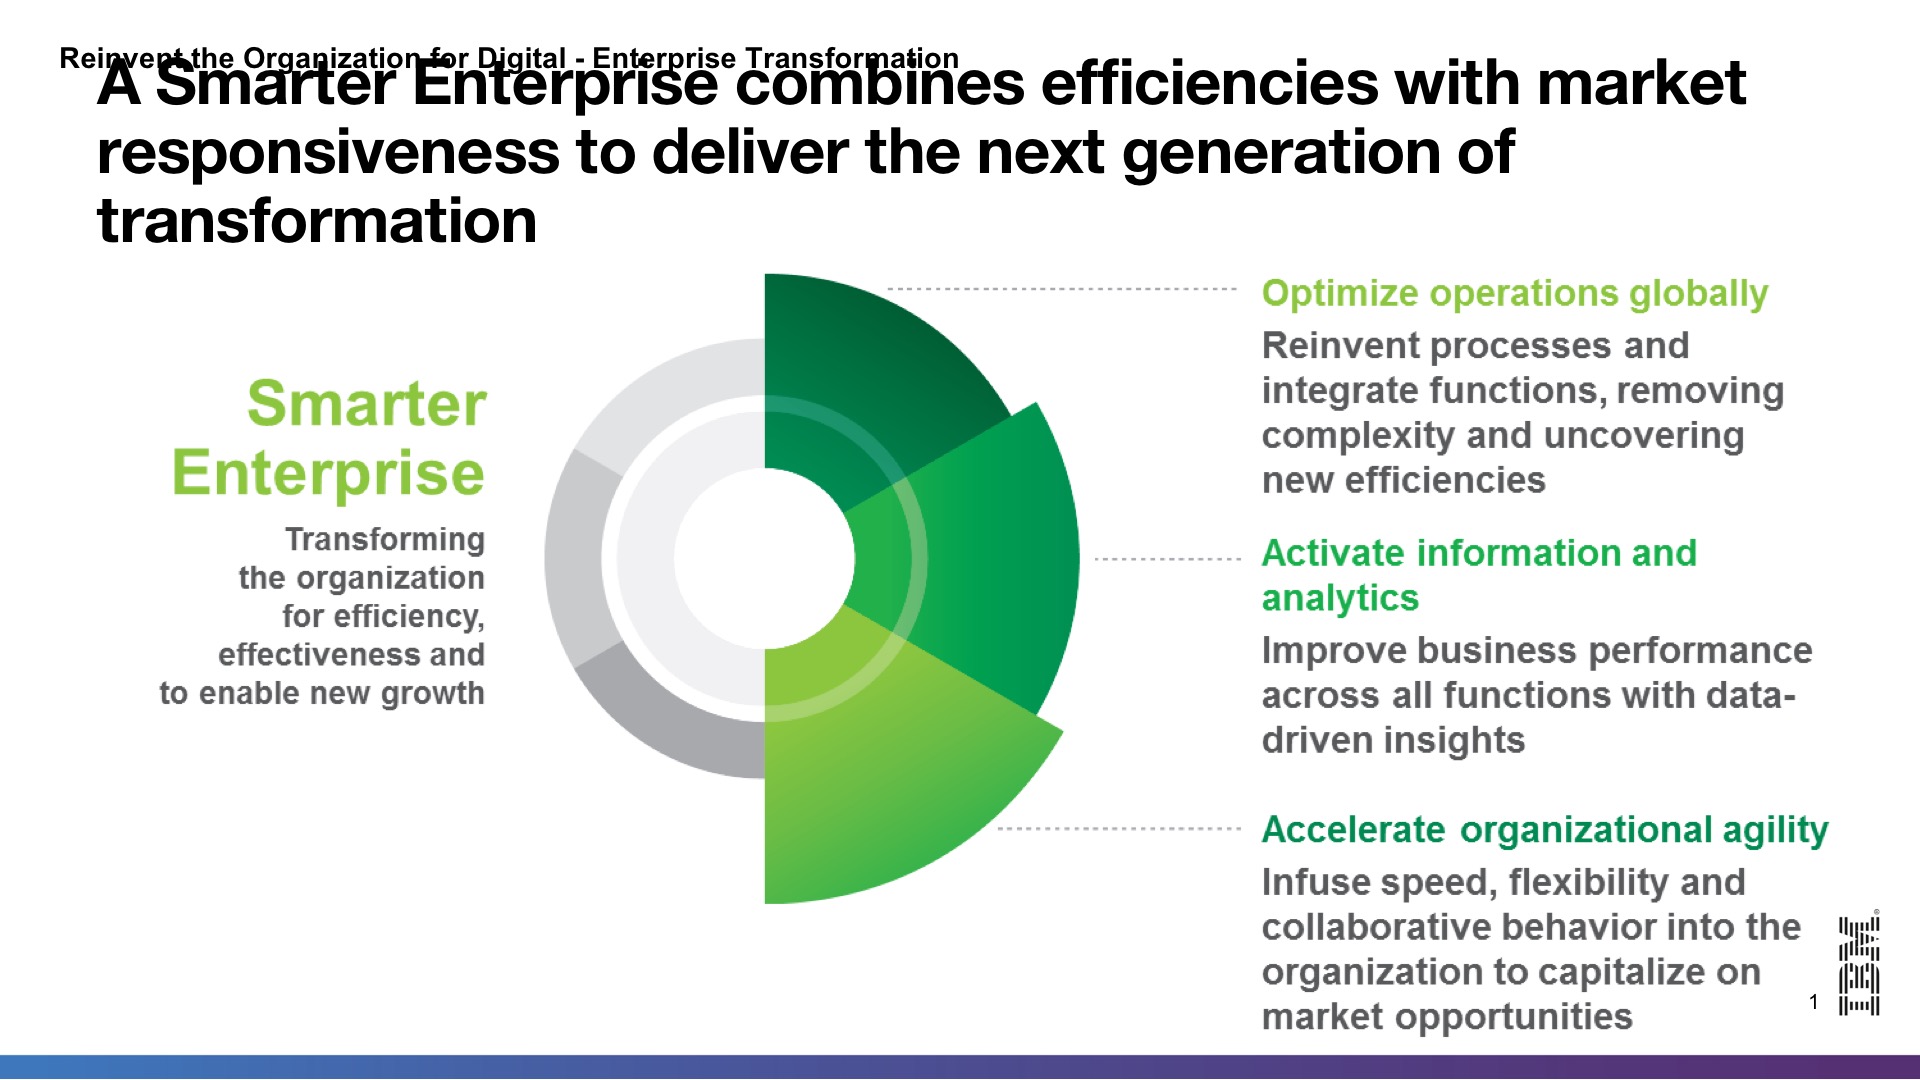 Reinvent the Organization for Digital - Enterprise Transformation
A Smarter Enterprise combines efficiencies with market
responsiveness to deliver the next generation of
transformation
Smarter
Enterprise
Transforming
the organization
for efficiency,
effectiveness and
to enable new growth
Optimize operations globally
Reinvent processes and
integrate functions, removing
complexity and uncovering
new efficiencies
Activate information and
analytics
Improve business performance
across all functions with data-
driven insights
Accelerate organizational agility
Infuse speed, flexibility and
collaborative behavior into the
organization to capitalize on
market opportunities
1
IBM®